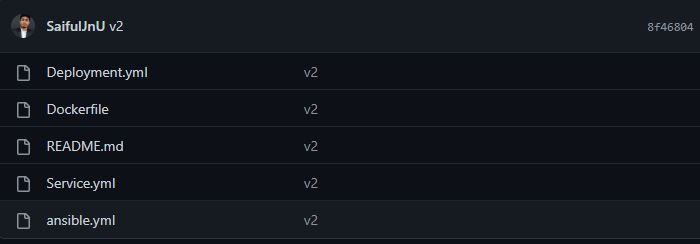 SaifulJnU v2 8f46804
Deployment.yml v2
Dockerfile v2
README.md v2
Service.yml v2
ansible.yml v2